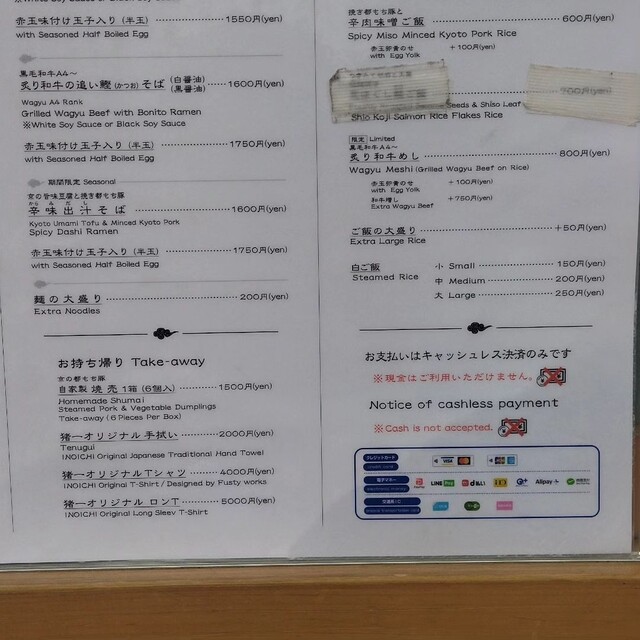 赤玉味付け玉子入り (半玉) 1550円(yen)
with Seasoned Half Boiled Egg
黒毛和牛A4～
炙り和牛の追い鰹(かつお)そば (白醤油) (黒醤油) 1600円(yen)
Wagyu A4 Rank
Grilled Wagyu Beef with Bonito Ramen
※White Soy Sauce or Black Soy Sauce
赤玉味付け玉子入り (半玉) 1750円(yen)
with Seasoned Half Boiled Egg
期間限定 Seasonal
京の旨味豆腐と挽き都もち豚
辛味出汁そば 1600円(yen)
Kyoto Umami Tofu & Minced Kyoto Pork
Spicy Dashi Ramen
赤玉味付け玉子入り (半玉) 1750円(yen)
with Seasoned Half Boiled Egg
麺の大盛り 200円(yen)
Extra Noodles
お持ち帰り Take-away
京の都もち豚
自家製 焼売 1箱 (6個入) 1500円(yen)
Homemade Shumai
Steamed Pork & Vegetable Dumplings
Take-away (6 Pieces Per Box)
猪一オリジナル手拭い 2000円(yen)
Tenugui
INOICHI Original Japanese Traditional Hand Towel
猪一オリジナルTシャツ 4000円(yen)
INOICHI Original T-Shirt / Designed by Fusty works
猪一オリジナル ロンT 5000円(yen)
INOICHI Original Long Sleev T-Shirt
挽き都もち豚と
辛肉味噌ご飯 600円(yen)
Spicy Miso Minced Kyoto Pork Rice
赤玉卵黄のせ +100円(yen)
with Egg Yolk
Seeds & Shiso Leaf
Shio Koji Salmon Rice Flakes Rice
限定 Limited
黒毛和牛A4～
炙り和牛めし 800円(yen)
Wagyu Meshi (Grilled Wagyu Beef on Rice)
赤玉卵黄のせ +100円(yen)
with Egg Yolk
和牛増し +750円(yen)
Extra Wagyu Beef
ご飯の大盛り +50円(yen)
Extra Large Rice
白ご飯 小 Small 150円(yen)
Steamed Rice 中 Medium 200円(yen)
大 Large 250円(yen)
お支払いはキャッシュレス決済のみです
※現金はご利用いただけません。
Notice of cashless payment
※Cash is not accepted.
クレジットカード
VISA
電子マネー
LINE Pay d払い iD Alipay
交通系IC